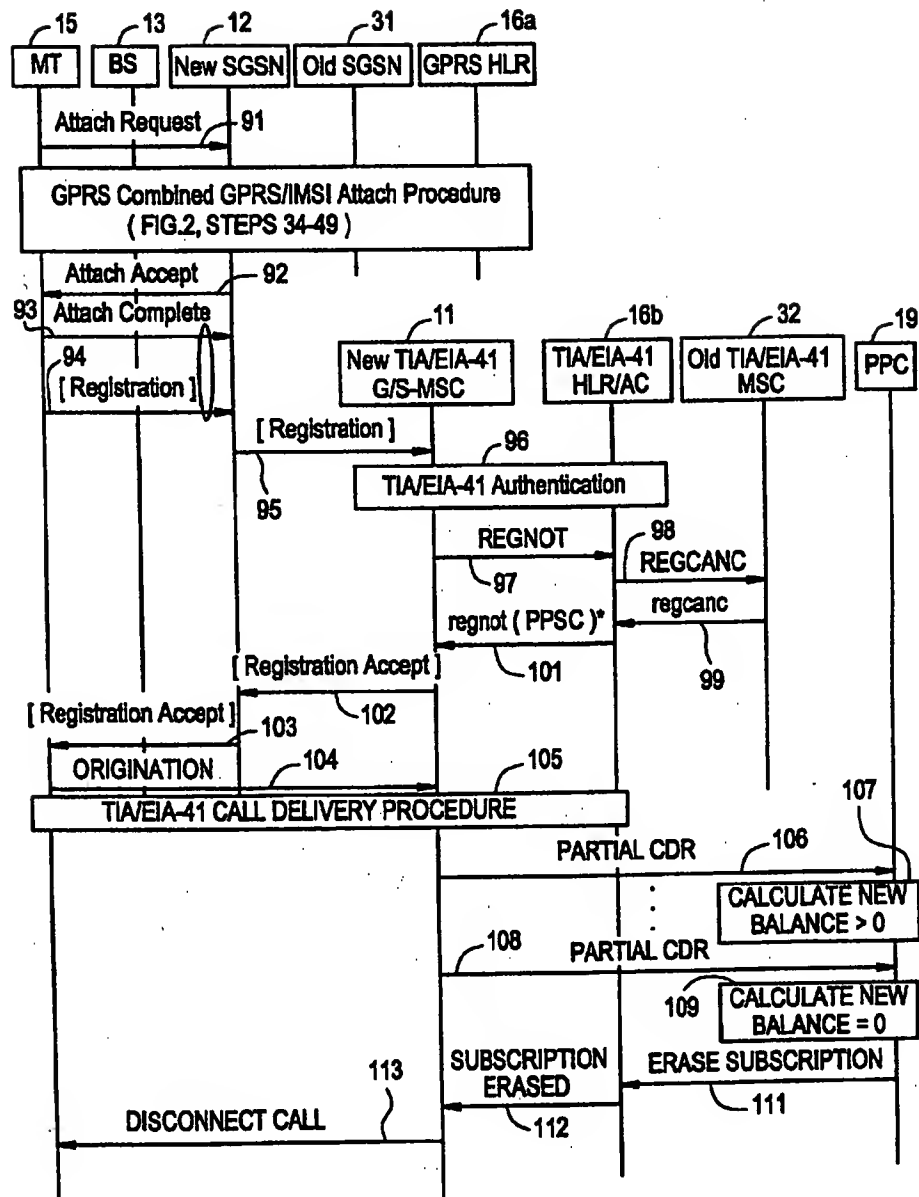 15 13 12 31 16a
MT BS New SGSN Old SGSN GPRS HLR
Attach Request 91
GPRS Combined GPRS/IMSI Attach Procedure
( FIG.2, STEPS 34-49 )
Attach Accept 92
93 Attach Complete
94
[ Registration ]
11 16b 32 19
New TIA/EIA-41
G/S-MSC
TIA/EIA-41
HLR/AC
Old TIA/EIA-41
MSC
PPC
[ Registration ]
95
96
TIA/EIA-41 Authentication
REGNOT
97
98
REGCANC
regcanc
99
regnot ( PPSC )*
101
[ Registration Accept ]
102
[ Registration Accept ]
103
ORIGINATION 104
105
TIA/EIA-41 CALL DELIVERY PROCEDURE
107
PARTIAL CDR 106
CALCULATE NEW
BALANCE > 0
108 PARTIAL CDR
109
CALCULATE NEW
BALANCE = 0
ERASE SUBSCRIPTION
111
SUBSCRIPTION
ERASED
112
113
DISCONNECT CALL